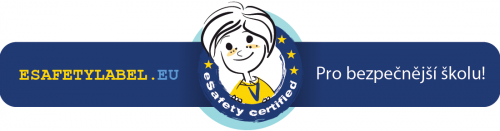 ESAFETYLABEL.EU
eSafety certified
Pro bezpečnější školu!